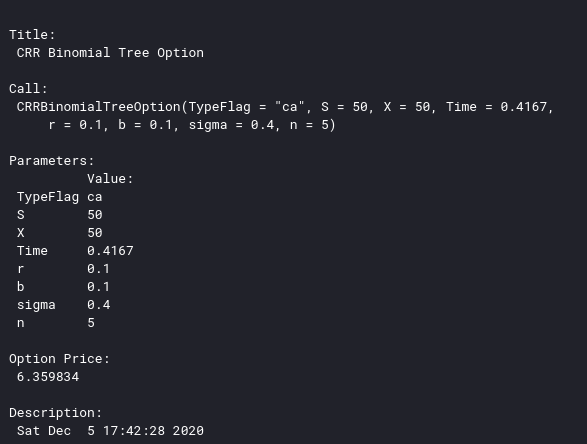 Title:
 CRR Binomial Tree Option
Call:
 CRRBinomialTreeOption(TypeFlag = "ca", S = 50, X = 50, Time = 0.4167,
     r = 0.1, b = 0.1, sigma = 0.4, n = 5)
Parameters:
          Value:
 TypeFlag ca
 S        50
 X        50
 Time     0.4167
 r        0.1
 b        0.1
 sigma    0.4
 n        5
Option Price:
 6.359834
Description:
 Sat Dec  5 17:42:28 2020